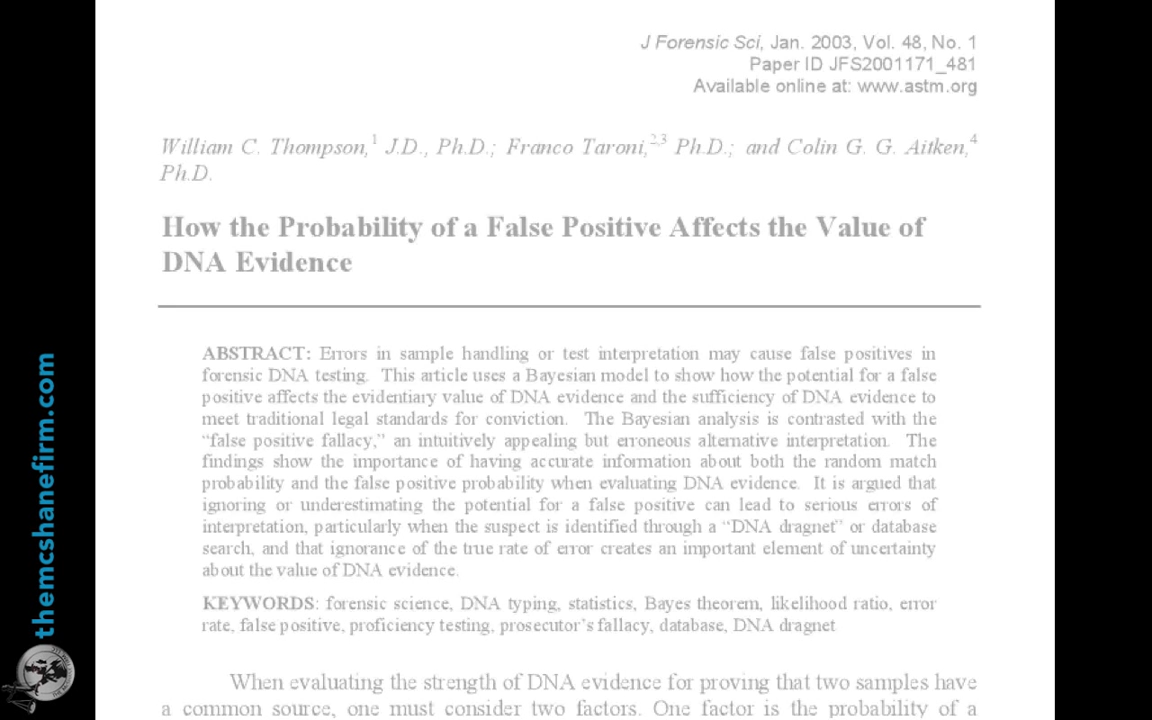 J Forensic Sci, Jan. 2003, Vol. 48, No. 1
Paper ID JFS2001171_481
Available online at: www.astm.org
William C. Thompson,1 J.D., Ph.D.; Franco Taroni,2,3 Ph.D.; and Colin G. G. Aitken,4
Ph.D.
How the Probability of a False Positive Affects the Value of
DNA Evidence
ABSTRACT: Errors in sample handling or test interpretation may cause false positives in
forensic DNA testing. This article uses a Bayesian model to show how the potential for a false
positive affects the evidentiary value of DNA evidence and the sufficiency of DNA evidence to
meet traditional legal standards for conviction. The Bayesian analysis is contrasted with the
“false positive fallacy,” an intuitively appealing but erroneous alternative interpretation. The
findings show the importance of having accurate information about both the random match
probability and the false positive probability when evaluating DNA evidence. It is argued that
ignoring or underestimating the potential for a false positive can lead to serious errors of
interpretation, particularly when the suspect is identified through a “DNA dragnet” or database
search, and that ignorance of the true rate of error creates an important element of uncertainty
about the value of DNA evidence.
KEYWORDS: forensic science, DNA typing, statistics, Bayes theorem, likelihood ratio, error
rate, false positive, proficiency testing, prosecutor’s fallacy, database, DNA dragnet
When evaluating the strength of DNA evidence for proving that two samples have
a common source, one must consider two factors. One factor is the probability of a
themcshanefirm.com